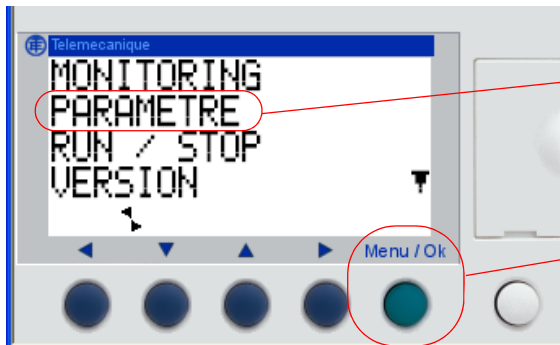 Telemecanique
MONITORING
PARAMETRE
RUN / STOP
VERSION
Menu / Ok